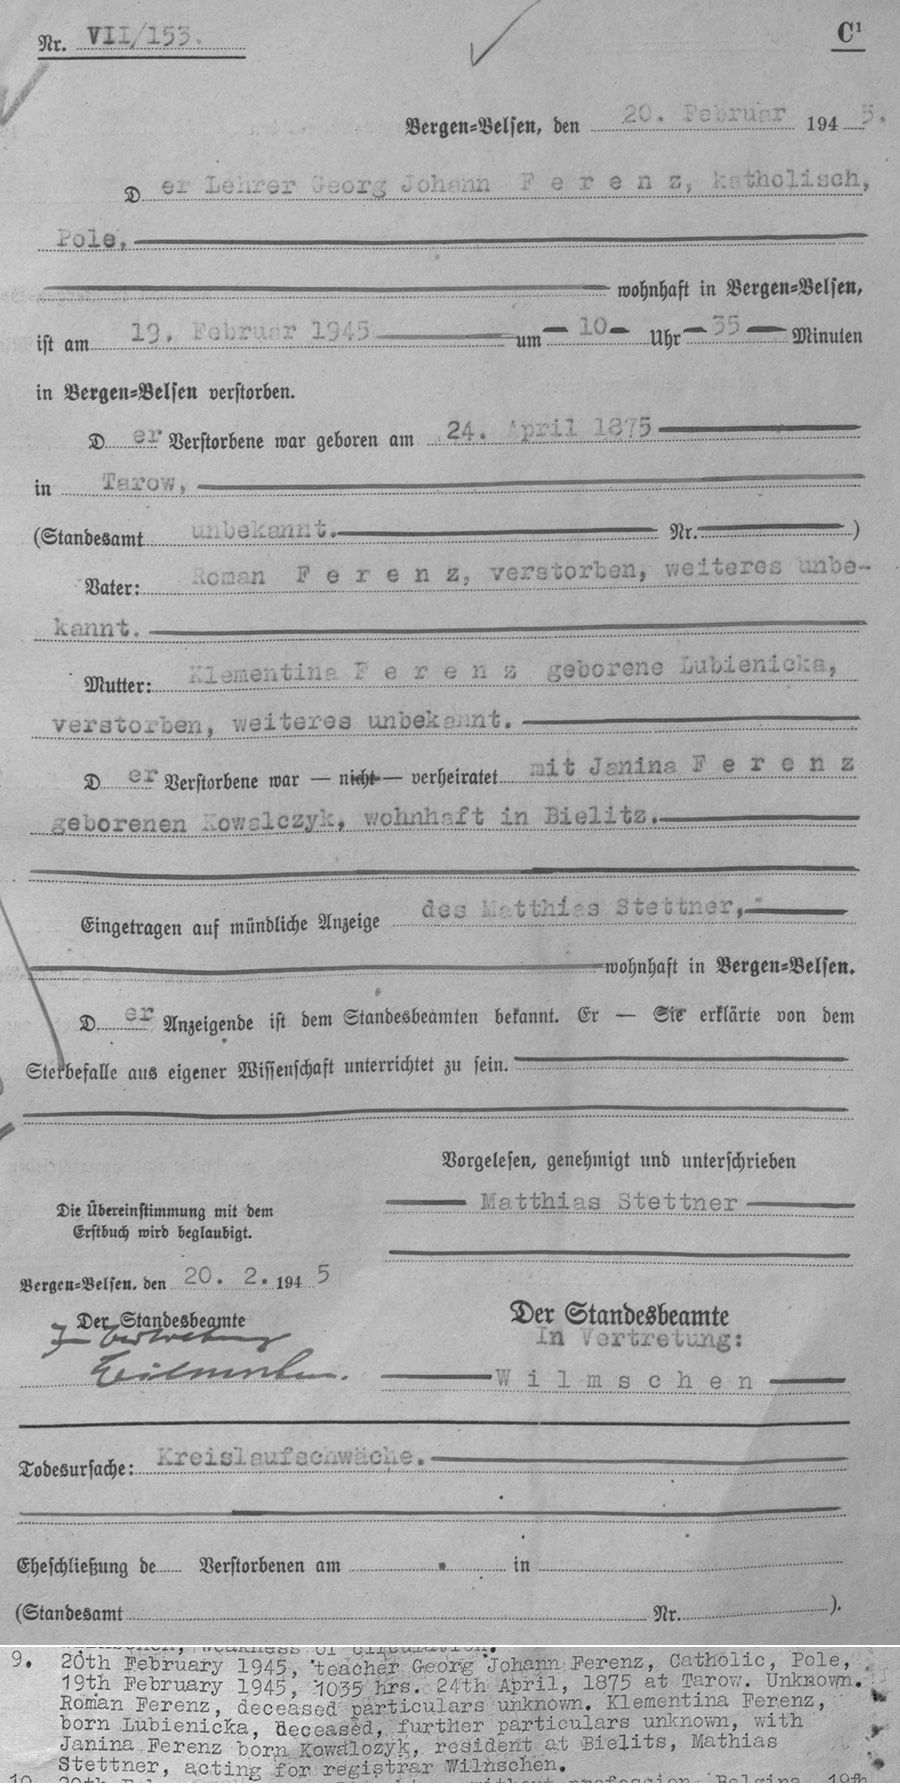 Nr. VII/153.
C¹
Bergen=Belsen, den 20. Februar 1945.
Der Lehrer Georg Johann F e r e n z, katholisch,
Pole,
wohnhaft in Bergen=Belsen,
ist am 19. Februar 1945 um 10 Uhr 35 Minuten
in Bergen=Belsen verstorben.
Der Verstorbene war geboren am 24. April 1875
in Tarow,
(Standesamt unbekannt. Nr. )
Vater: Roman F e r e n z, verstorben, weiteres unbe-
kannt.
Mutter: Klementina F e r e n z geborene Lubienicka,
verstorben, weiteres unbekannt.
Der Verstorbene war — nicht — verheiratet mit Janina F e r e n z
geborenen Kowalczyk, wohnhaft in Bielitz.
Eingetragen auf mündliche Anzeige des Matthias Stettner,
wohnhaft in Bergen=Belsen.
Der Anzeigende ist dem Standesbeamten bekannt. Er — Sie erklärte von dem
Sterbefalle aus eigener Wissenschaft unterrichtet zu sein.
Vorgelesen, genehmigt und unterschrieben
Matthias Stettner
Die Übereinstimmung mit dem
Erstbuch wird beglaubigt.
Bergen=Belsen, den 20. 2. 1945
Der Standesbeamte
In Vertretung
Wilmschen.
Der Standesbeamte
In Vertretung:
W i l m s c h e n
Todesursache: Kreislaufschwäche.
Eheschließung de Verstorbenen am in
(Standesamt Nr. ).
Wilmschen, weakness of circulation.
9. 20th February 1945, teacher Georg Johann Ferenz, Catholic, Pole,
19th February 1945, 1035 hrs. 24th April, 1875 at Tarow. Unknown.
Roman Ferenz, deceased particulars unknown. Klementina Ferenz,
born Lubienicka, deceased, further particulars unknown, with
Janina Ferenz born Kowalozyk, resident at Bielits, Mathias
Stettner, acting for registrar Wilnschen.